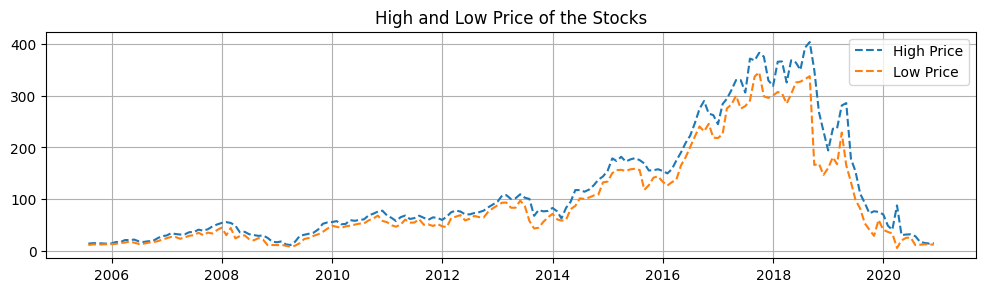 High and Low Price of the Stocks
High Price
Low Price
400
300
200
100
0
2006 2008 2010 2012 2014 2016 2018 2020